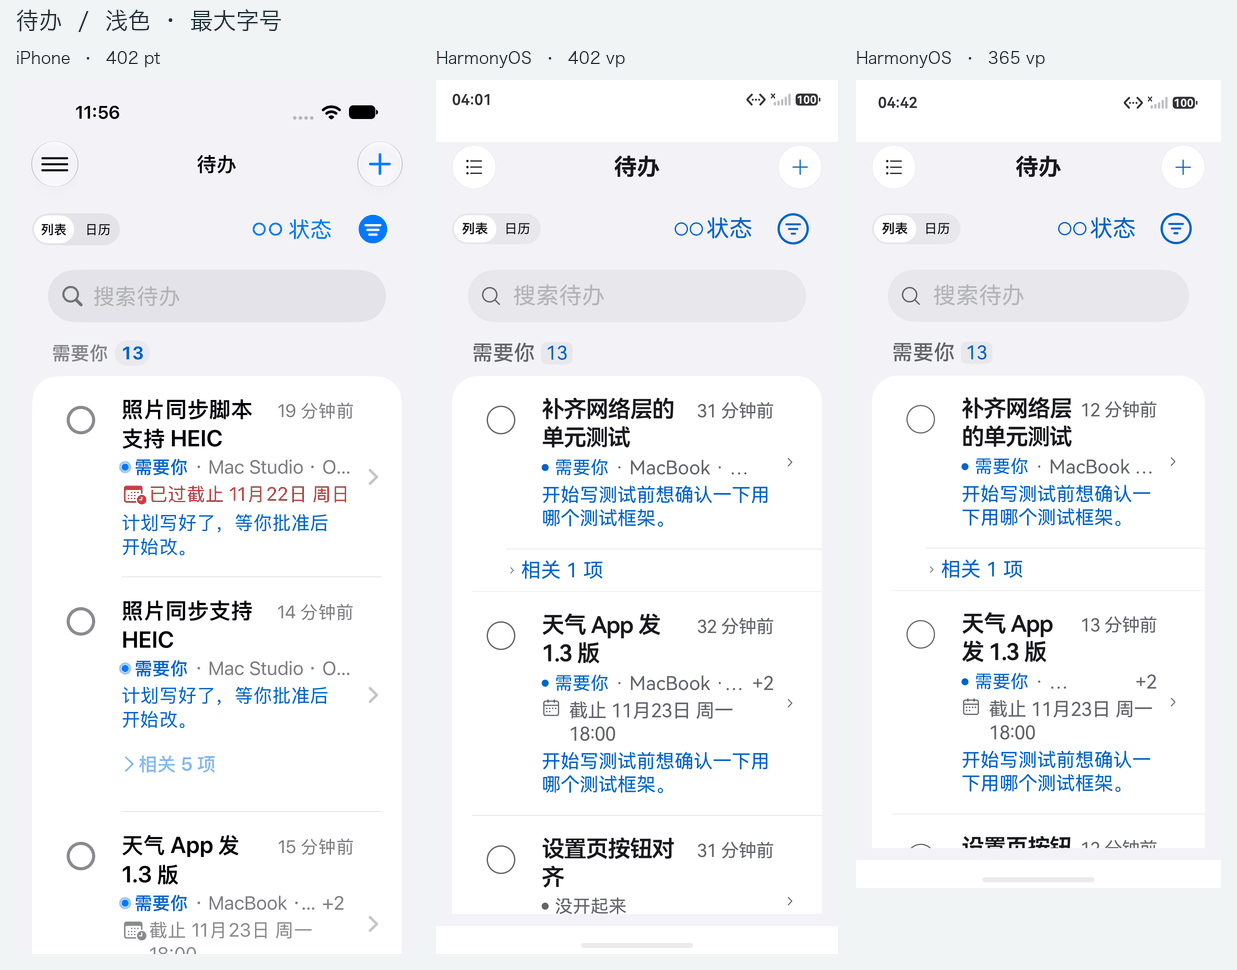 待办 / 浅色 · 最大字号
iPhone · 402 pt
11:56
待办
列表 日历
状态
搜索待办
需要你 13
照片同步脚本
支持 HEIC
19 分钟前
需要你 · Mac Studio · O...
已过截止 11月22日 周日
计划写好了，等你批准后
开始改。
照片同步支持
HEIC
14 分钟前
需要你 · Mac Studio · O...
计划写好了，等你批准后
开始改。
相关 5 项
天气 App 发
1.3 版
15 分钟前
需要你 · MacBook ·... +2
截止 11月23日 周一
18:00
HarmonyOS · 402 vp
04:01
100
待办
列表 日历
状态
搜索待办
需要你 13
补齐网络层的
单元测试
31 分钟前
需要你 · MacBook · ...
开始写测试前想确认一下用
哪个测试框架。
相关 1 项
天气 App 发
1.3 版
32 分钟前
需要你 · MacBook ·... +2
截止 11月23日 周一
18:00
开始写测试前想确认一下用
哪个测试框架。
设置页按钮对
齐
31 分钟前
没开起来
HarmonyOS · 365 vp
04:42
100
待办
列表 日历
状态
搜索待办
需要你 13
补齐网络层
的单元测试
12 分钟前
需要你 · MacBook ...
开始写测试前想确认一
下用哪个测试框架。
相关 1 项
天气 App
发 1.3 版
13 分钟前
需要你 · ... +2
截止 11月23日 周一
18:00
开始写测试前想确认一
下用哪个测试框架。
设置页按钮
12 分钟前